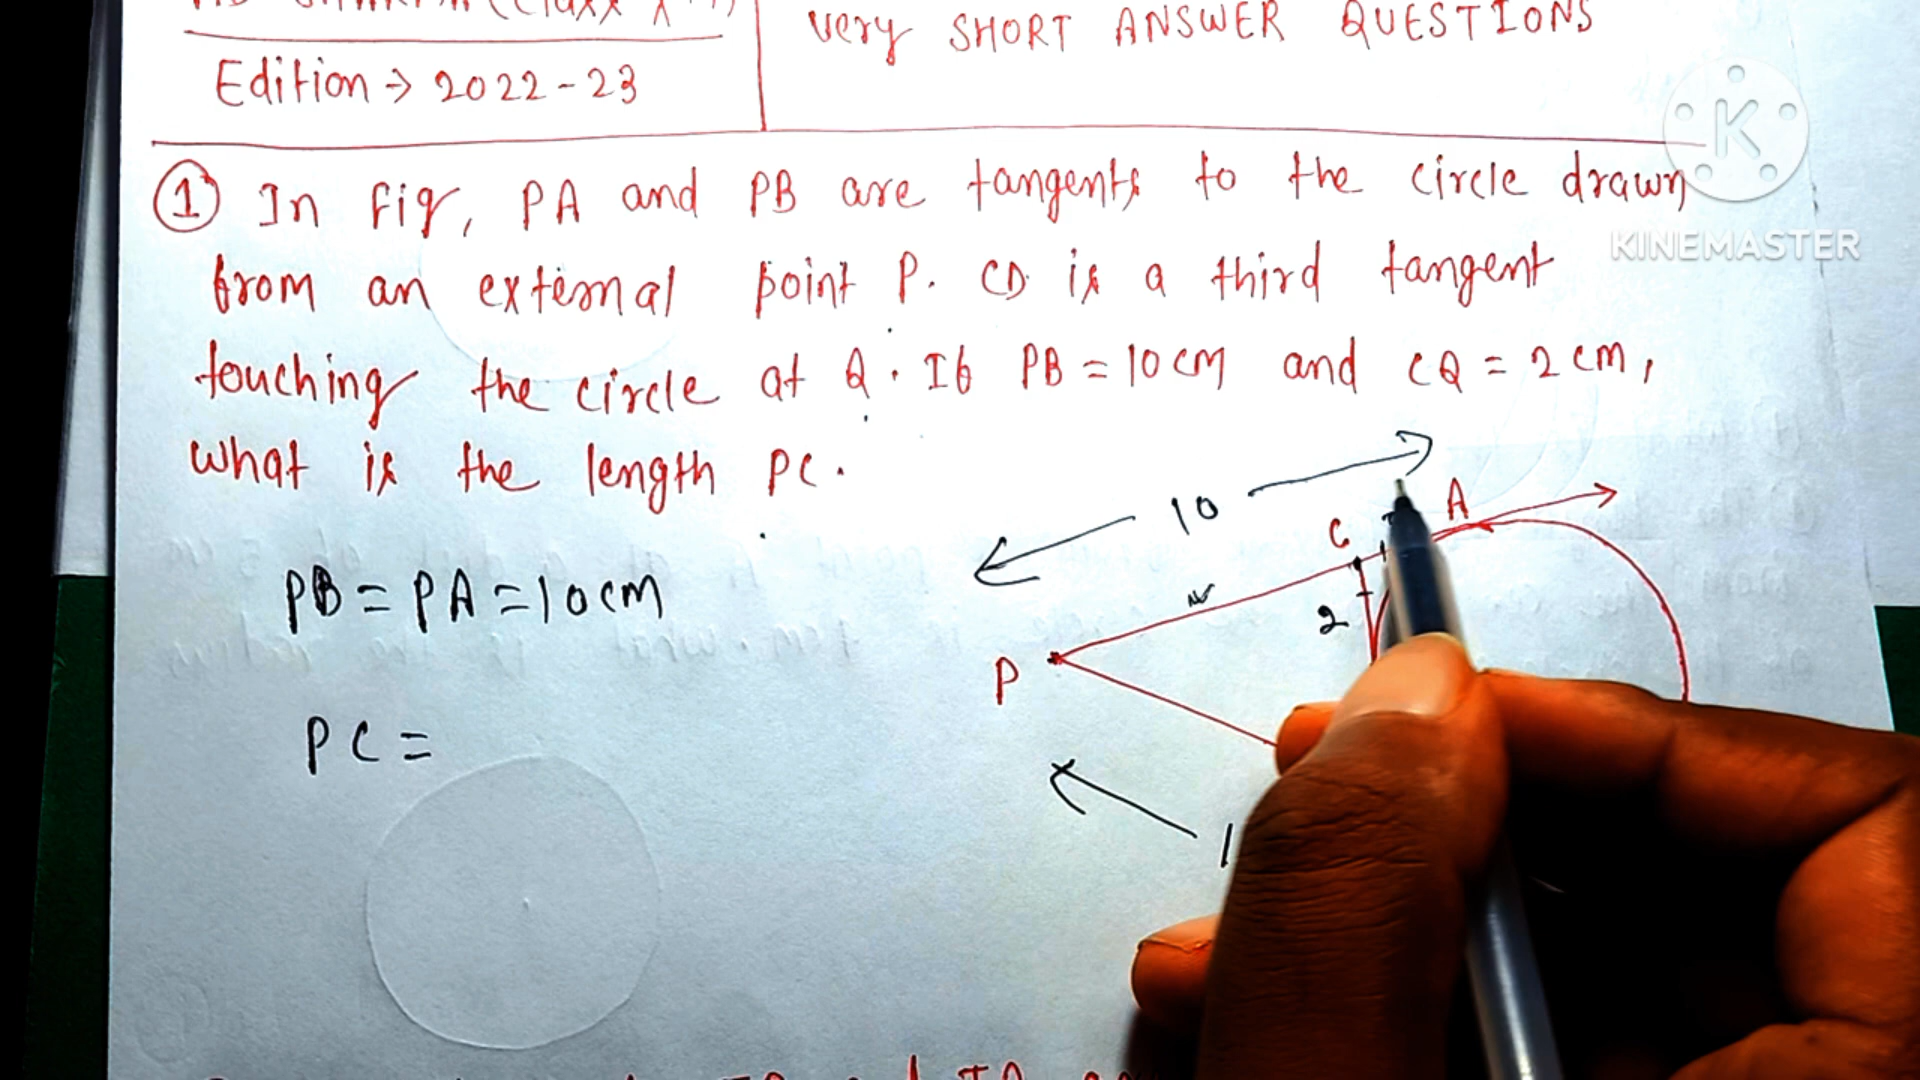 Edition → 2022-23
Very SHORT ANSWER QUESTIONS
① In fig, PA and PB are tangents to the circle drawn
from an external point P. CD is a third tangent
touching the circle at Q. If PB = 10 cm and CQ = 2 cm,
what is the length PC.
10
C
A
2
P
PB = PA = 10 cm
PC =
1
K
KINEMASTER